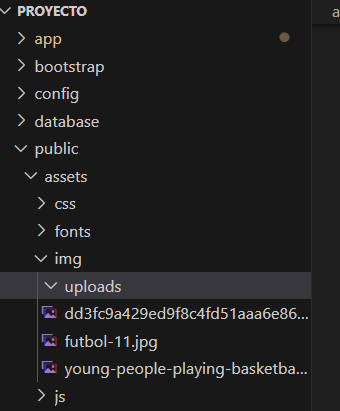 PROYECTO
a
app
bootstrap
config
database
public
assets
css
fonts
img
uploads
dd3fc9a429ed9f8c4fd51aaa6e86...
futbol-11.jpg
young-people-playing-basketba...
js